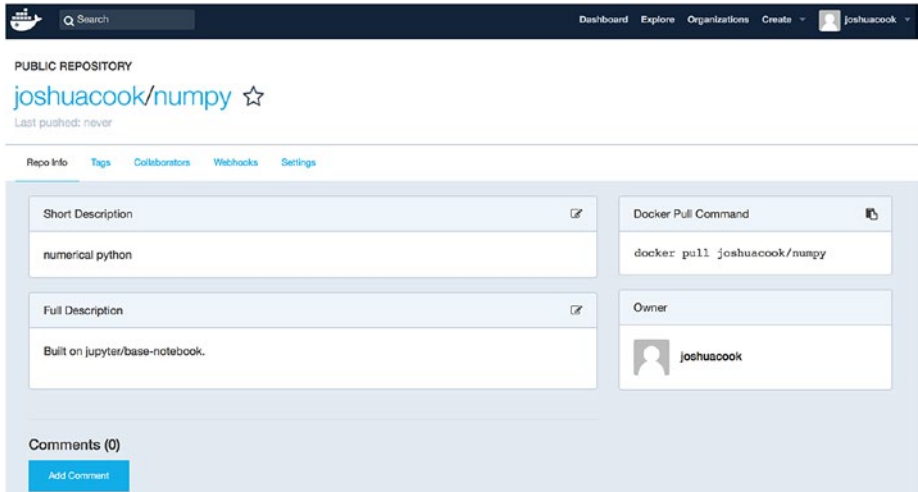 Search
Dashboard Explore Organizations Create joshuacook
PUBLIC REPOSITORY
joshuacook/numpy
Last pushed: never
Repo Info Tags Collaborators Webhooks Settings
Short Description
numerical python
Full Description
Built on jupyter/base-notebook.
Docker Pull Command
docker pull joshuacook/numpy
Owner
joshuacook
Comments (0)
Add Comment